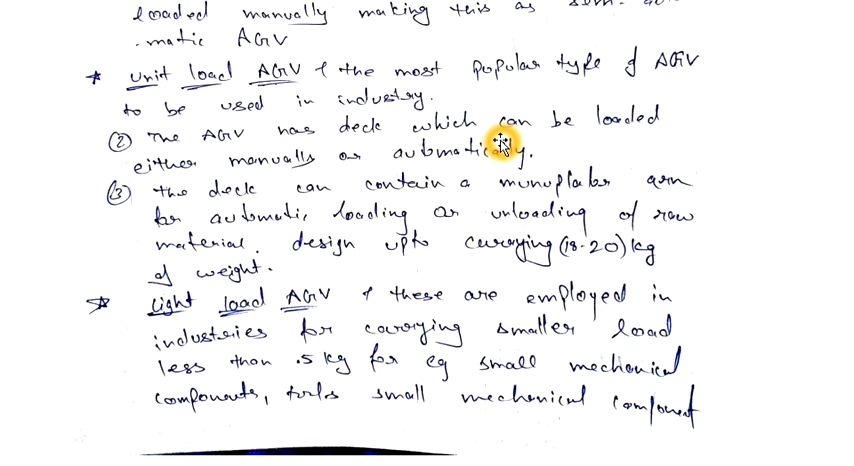 loaded manually making this as
-matic AGV
* unit load AGV : the most popular type of AGV
to be used in industry.
② The AGV has deck which can be loaded
either manually or automatically.
③ the deck can contain a monuplator arm
for automatic loading or unloading of raw
material. design upto carrying (18-20) kg
of weight.
* Light load AGV : these are employed in
industries for carrying smaller load
less than .5 kg for eg small mechanical
components, tools small mechanical component